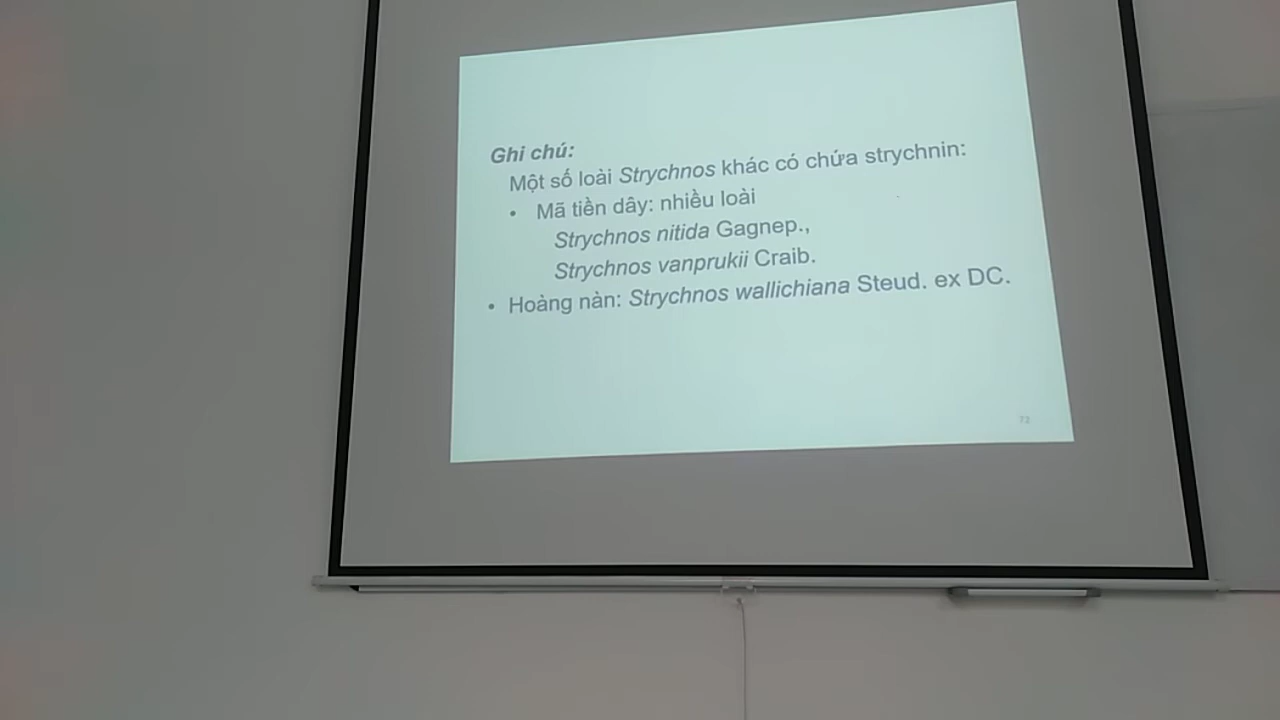 Ghi chú:
Một số loài Strychnos khác có chứa strychnin:
• Mã tiền dây: nhiều loài
Strychnos nitida Gagnep.,
Strychnos vanprukii Craib.
• Hoàng nàn: Strychnos wallichiana Steud. ex DC.
72